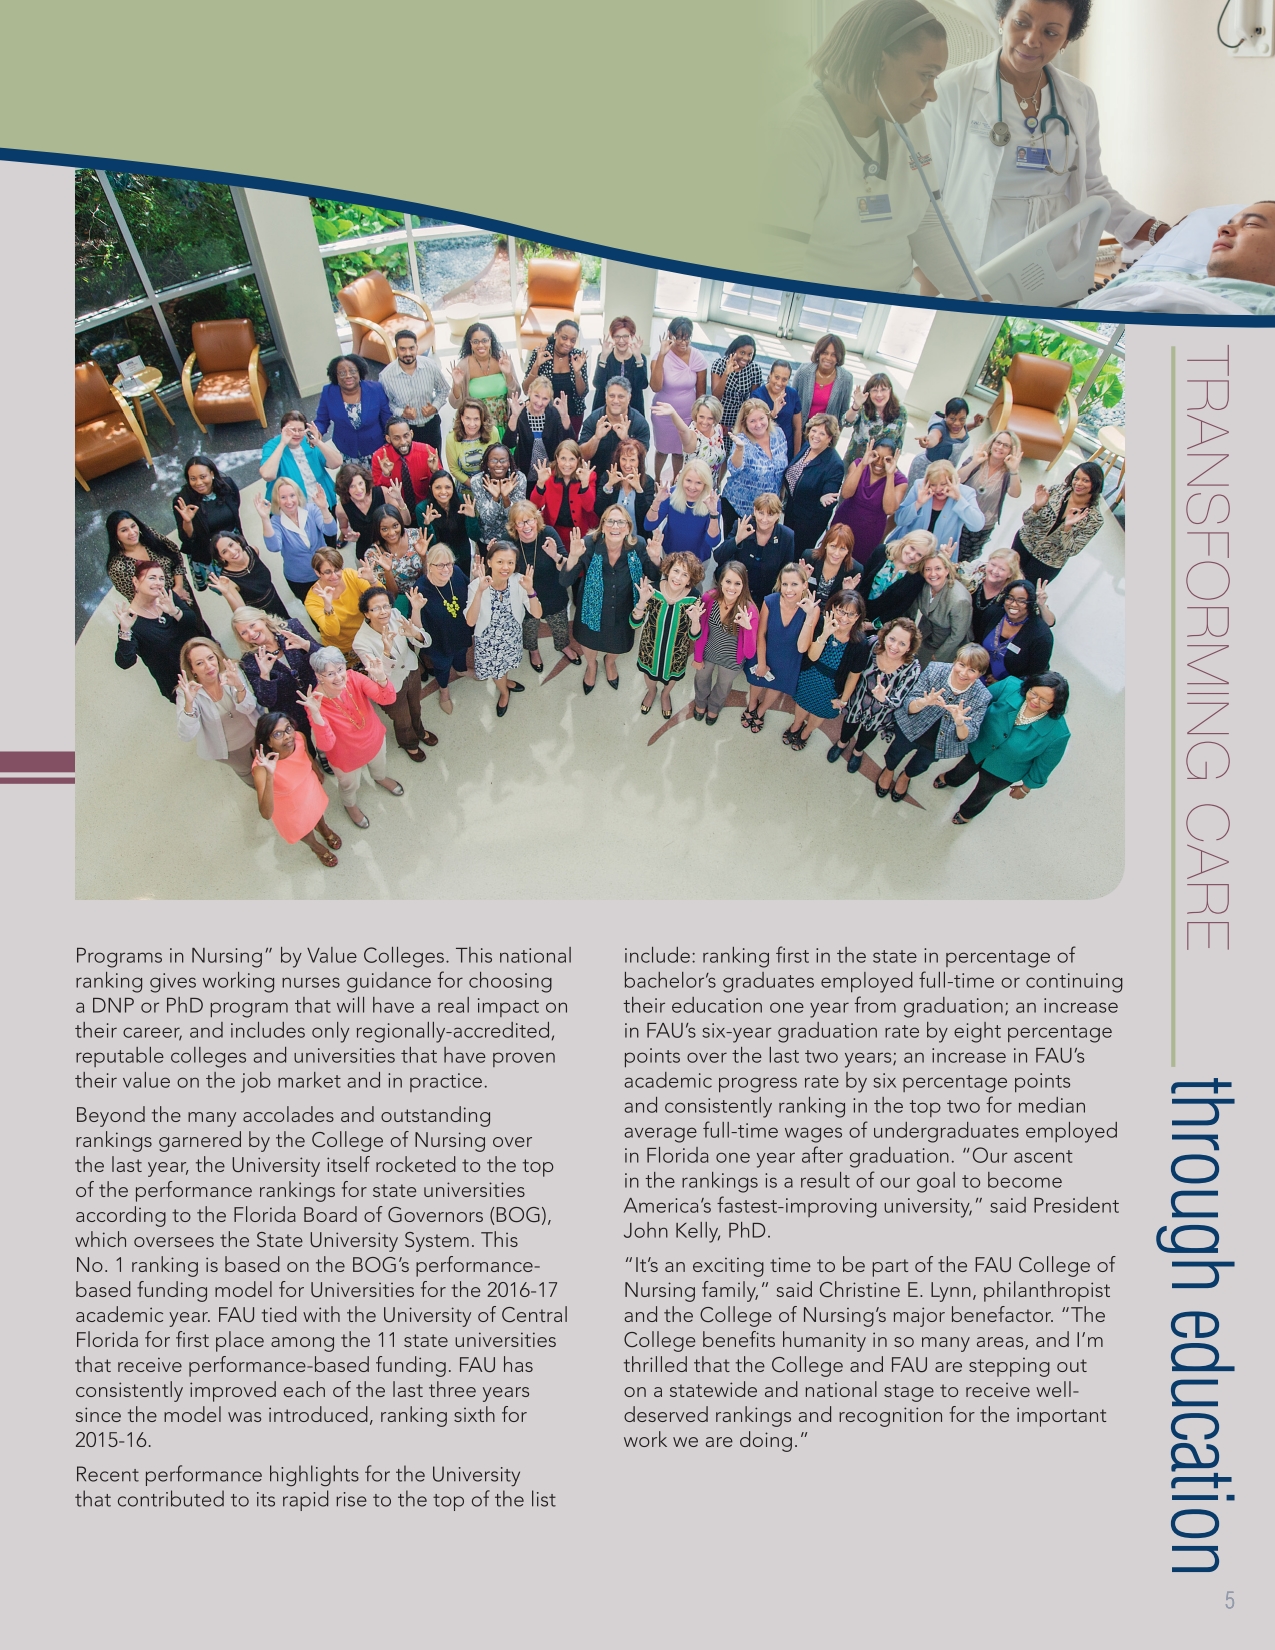 Programs in Nursing” by Value Colleges. This national
ranking gives working nurses guidance for choosing
a DNP or PhD program that will have a real impact on
their career, and includes only regionally-accredited,
reputable colleges and universities that have proven
their value on the job market and in practice.
Beyond the many accolades and outstanding
rankings garnered by the College of Nursing over
the last year, the University itself rocketed to the top
of the performance rankings for state universities
according to the Florida Board of Governors (BOG),
which oversees the State University System. This
No. 1 ranking is based on the BOG’s performance-
based funding model for Universities for the 2016-17
academic year. FAU tied with the University of Central
Florida for first place among the 11 state universities
that receive performance-based funding. FAU has
consistently improved each of the last three years
since the model was introduced, ranking sixth for
2015-16.
Recent performance highlights for the University
that contributed to its rapid rise to the top of the list
include: ranking first in the state in percentage of
bachelor’s graduates employed full-time or continuing
their education one year from graduation; an increase
in FAU’s six-year graduation rate by eight percentage
points over the last two years; an increase in FAU’s
academic progress rate by six percentage points
and consistently ranking in the top two for median
average full-time wages of undergraduates employed
in Florida one year after graduation. “Our ascent
in the rankings is a result of our goal to become
America’s fastest-improving university,” said President
John Kelly, PhD.
“It’s an exciting time to be part of the FAU College of
Nursing family,” said Christine E. Lynn, philanthropist
and the College of Nursing’s major benefactor. “The
College benefits humanity in so many areas, and I’m
thrilled that the College and FAU are stepping out
on a statewide and national stage to receive well-
deserved rankings and recognition for the important
work we are doing.”
TRANSFORMING CARE
through education
5